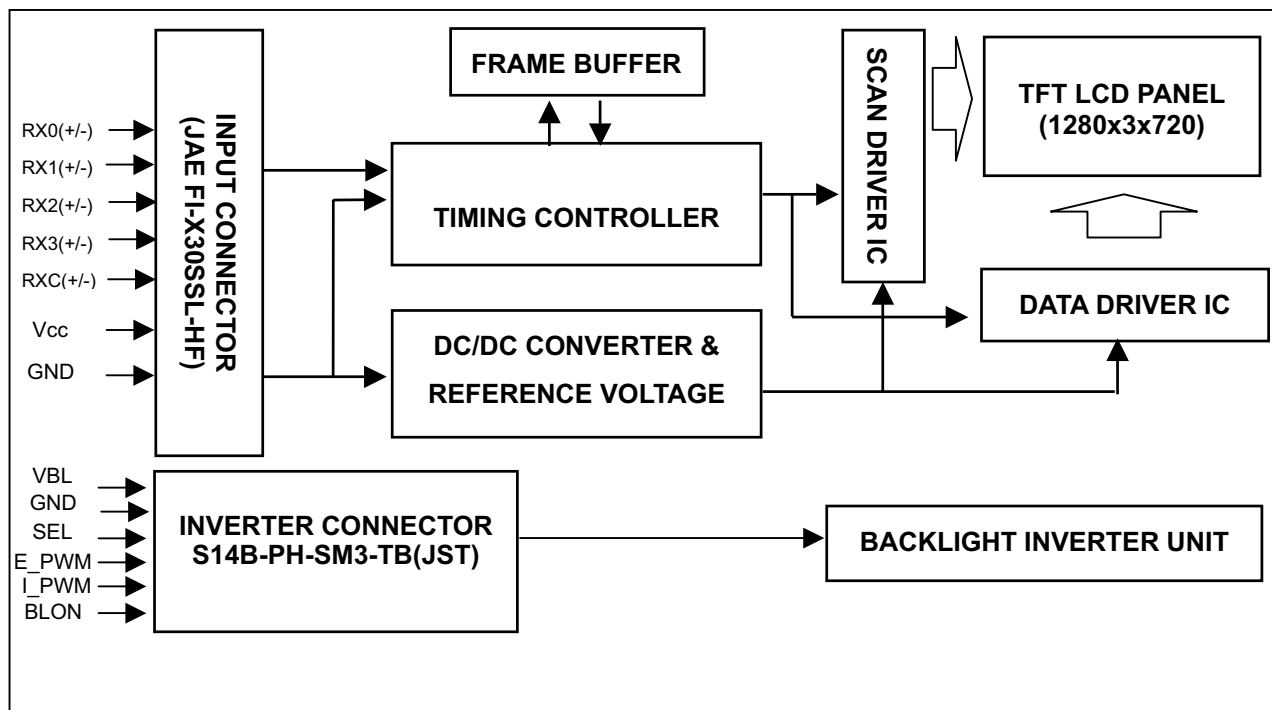 FRAME BUFFER
SCAN DRIVER IC
TFT LCD PANEL
(1280x3x720)
INPUT CONNECTOR
(JAE FI-X30SSL-HF)
RX0(+/-)
RX1(+/-)
RX2(+/-)
RX3(+/-)
RXC(+/-)
Vcc
GND
TIMING CONTROLLER
DATA DRIVER IC
DC/DC CONVERTER &
REFERENCE VOLTAGE
VBL
GND
SEL
E_PWM
I_PWM
BLON
INVERTER CONNECTOR
S14B-PH-SM3-TB(JST)
BACKLIGHT INVERTER UNIT